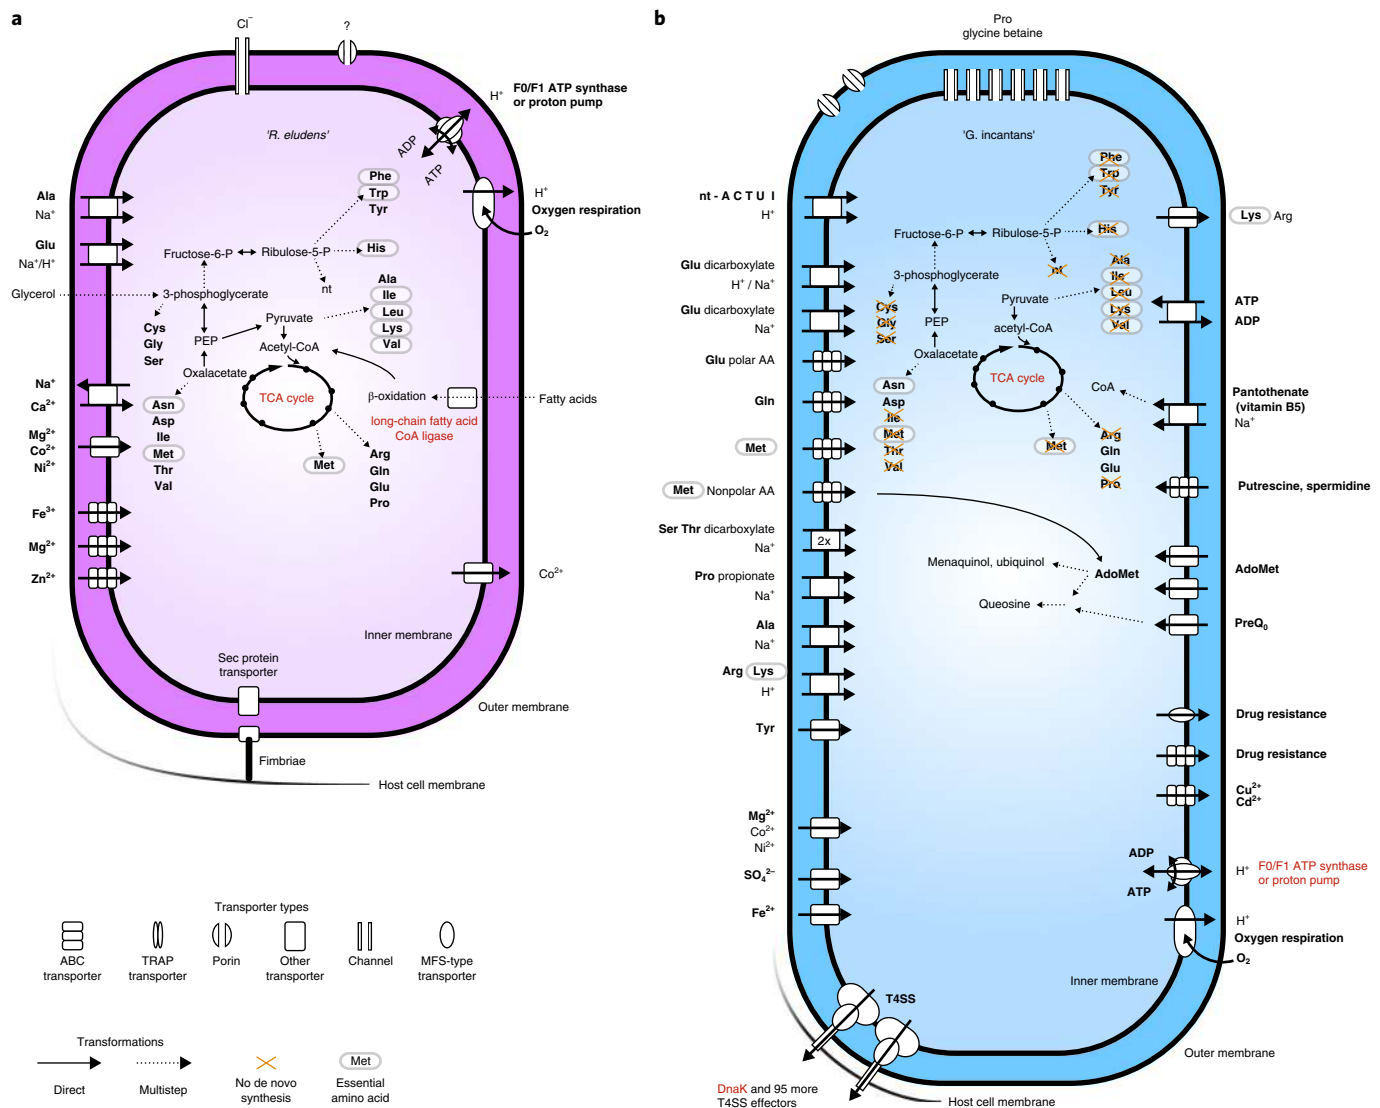 a
Cl⁻
?
H⁺
F0/F1 ATP synthase
or proton pump
'R. eludens'
ADP
ATP
Phe
Trp
Tyr
Ala
Na⁺
Glu
Na⁺/H⁺
Glycerol
H⁺
Oxygen respiration
O₂
Fructose-6-P
Ribulose-5-P
His
nt
3-phosphoglycerate
Cys
Gly
Ser
PEP
Pyruvate
Ala
Ile
Leu
Lys
Val
Acetyl-CoA
Oxalacetate
TCA cycle
β-oxidation
Fatty acids
long-chain fatty acid
CoA ligase
Na⁺
Ca²⁺
Mg²⁺
Co²⁺
Ni²⁺
Fe³⁺
Mg²⁺
Zn²⁺
Asn
Asp
Ile
Met
Thr
Val
Met
Arg
Gln
Glu
Pro
Co²⁺
Inner membrane
Sec protein
transporter
Outer membrane
Fimbriae
Host cell membrane
Transporter types
ABC
transporter
TRAP
transporter
Porin
Other
transporter
Channel
MFS-type
transporter
Transformations
Direct
Multistep
No de novo
synthesis
Met
Essential
amino acid
b
Pro
glycine betaine
'G. incantans'
nt - A C T U I
H⁺
Glu dicarboxylate
H⁺ / Na⁺
Glu dicarboxylate
Na⁺
Glu polar AA
Gln
Met
Met Nonpolar AA
Ser Thr dicarboxylate
Na⁺
2x
Pro propionate
Na⁺
Ala
Na⁺
Arg Lys
H⁺
Tyr
Mg²⁺
Co²⁺
Ni²⁺
SO₄²⁻
Fe²⁺
Phe
Trp
Tyr
Fructose-6-P
Ribulose-5-P
His
nt
3-phosphoglycerate
Cys
Gly
Ser
PEP
Pyruvate
Ala
Ile
Leu
Lys
Val
acetyl-CoA
Oxalacetate
TCA cycle
CoA
Asn
Asp
Ile
Met
Thr
Val
Met
Arg
Gln
Glu
Pro
Menaquinol, ubiquinol
AdoMet
Queosine
Lys Arg
ATP
ADP
Pantothenate
(vitamin B5)
Na⁺
Putrescine, spermidine
AdoMet
PreQ₀
Drug resistance
Drug resistance
Cu²⁺
Cd²⁺
ADP
ATP
H⁺
F0/F1 ATP synthase
or proton pump
H⁺
Oxygen respiration
O₂
Inner membrane
T4SS
Outer membrane
DnaK and 95 more
T4SS effectors
Host cell membrane